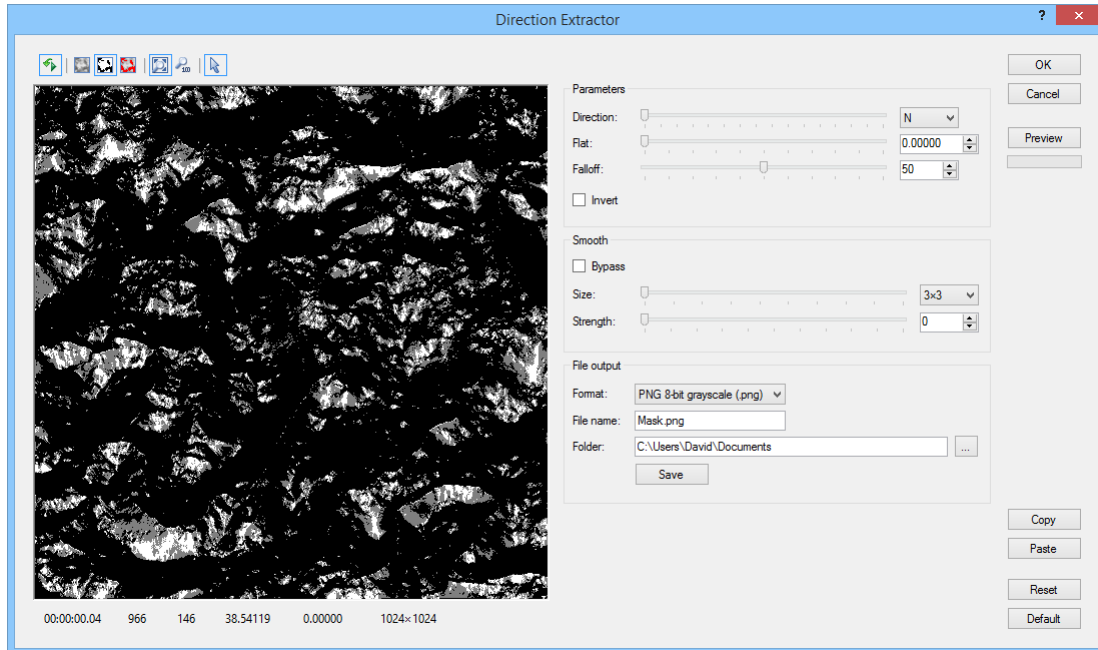 Direction Extractor
?
OK
Cancel
Preview
100
Parameters
Direction:
N
Flat:
0.00000
Falloff:
50
Invert
Smooth
Bypass
Size:
3×3
Strength:
0
File output
Format:
PNG 8-bit grayscale (.png)
File name:
Mask.png
Folder:
C:\Users\David\Documents
...
Save
Copy
Paste
Reset
Default
00:00:00.04 966 146 38.54119 0.00000 1024×1024